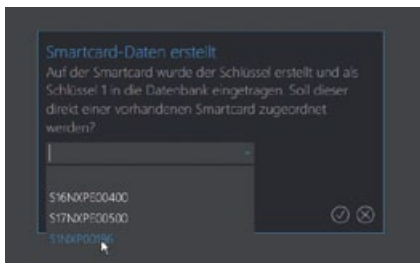 Smartcard-Daten erstellt
Auf der Smartcard wurde der Schlüssel erstellt und als
Schlüssel 1 in die Datenbank eingetragen. Soll dieser
direkt einer vorhandenen Smartcard zugeordnet
werden?
S16NXPE00400
S17NXPE00500
S1NXP00196